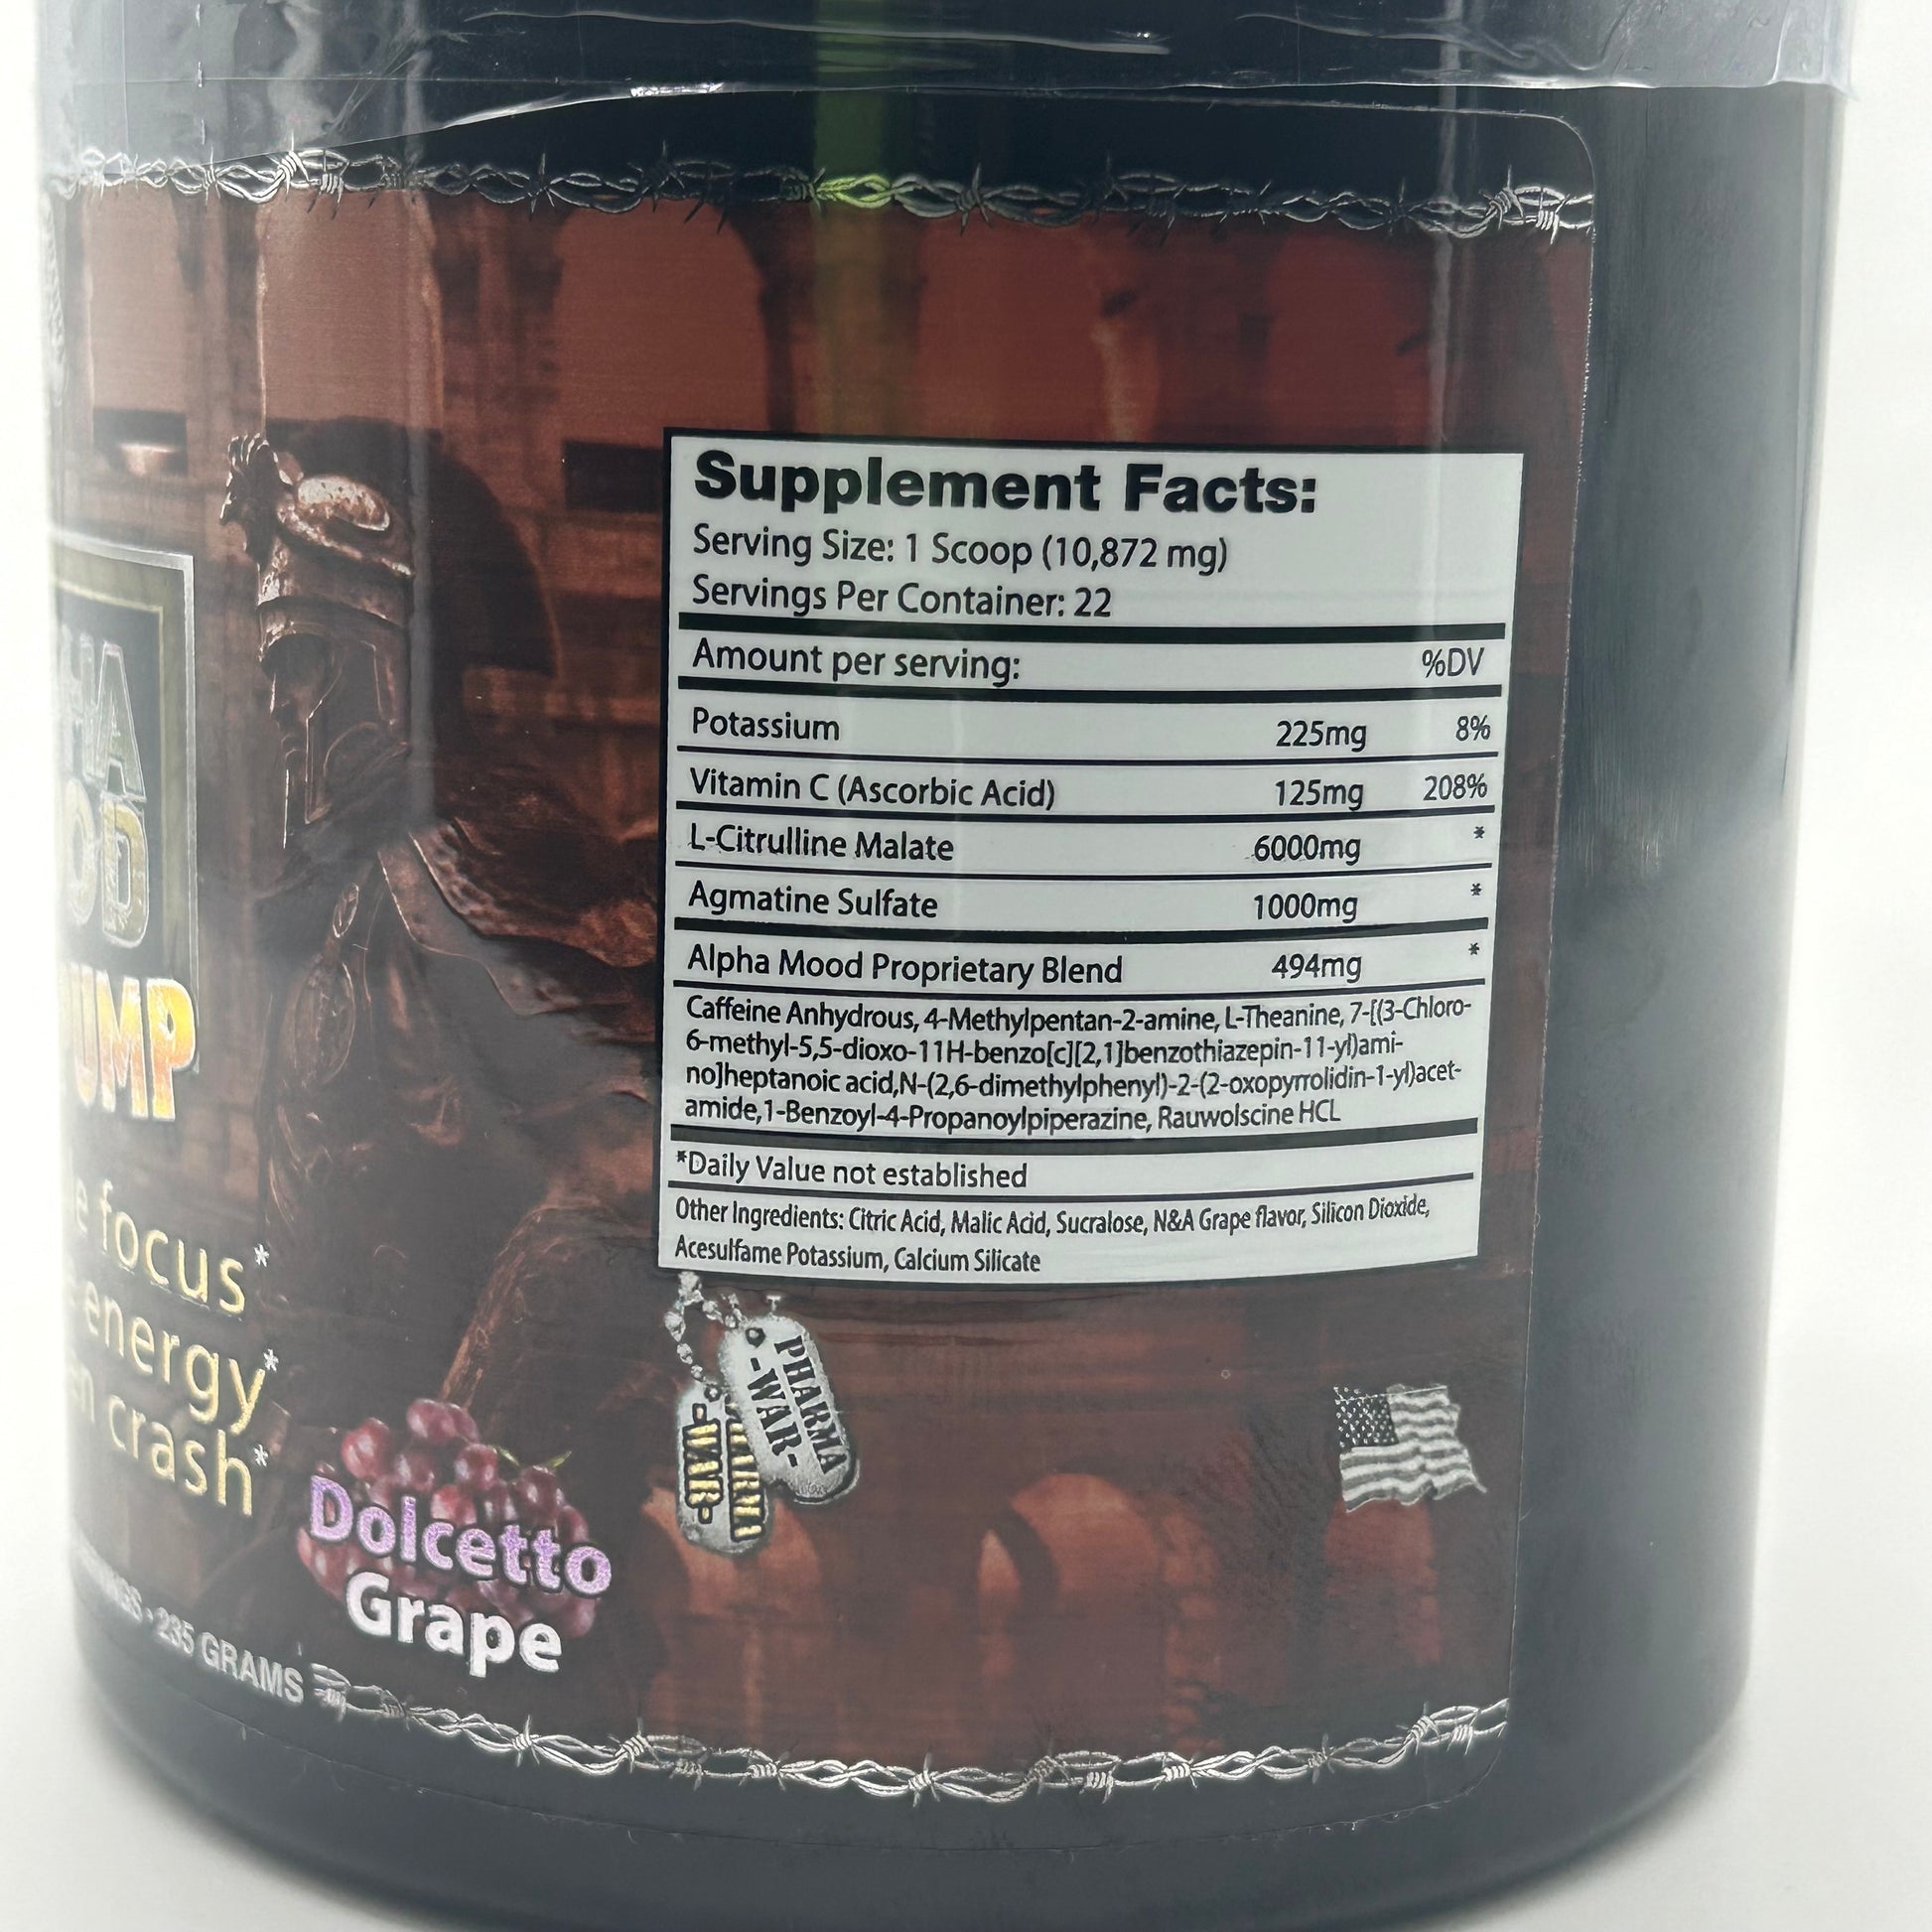 Supplement Facts:
Serving Size: 1 Scoop (10,872 mg)
Servings Per Container: 22
Amount per serving: %DV
Potassium 225mg 8%
Vitamin C (Ascorbic Acid) 125mg 208%
L-Citrulline Malate 6000mg *
Agmatine Sulfate 1000mg *
Alpha Mood Proprietary Blend 494mg *
Caffeine Anhydrous, 4-Methylpentan-2-amine, L-Theanine, 7-[(3-Chloro-
6-methyl-5,5-dioxo-11H-benzo[c][2,1]benzothiazepin-11-yl)ami-
no]heptanoic acid,N-(2,6-dimethylphenyl)-2-(2-oxopyrrolidin-1-yl)acet-
amide,1-Benzoyl-4-Propanoylpiperazine, Rauwolscine HCL
*Daily Value not established
Other Ingredients: Citric Acid, Malic Acid, Sucralose, N&A Grape flavor, Silicon Dioxide,
Acesulfame Potassium, Calcium Silicate
HA
OD
UMP
e focus*
energy*
n crash*
Dolcetto
Grape
235 GRAMS
PHARMA
-WAR-
PHARMA
-WAR-